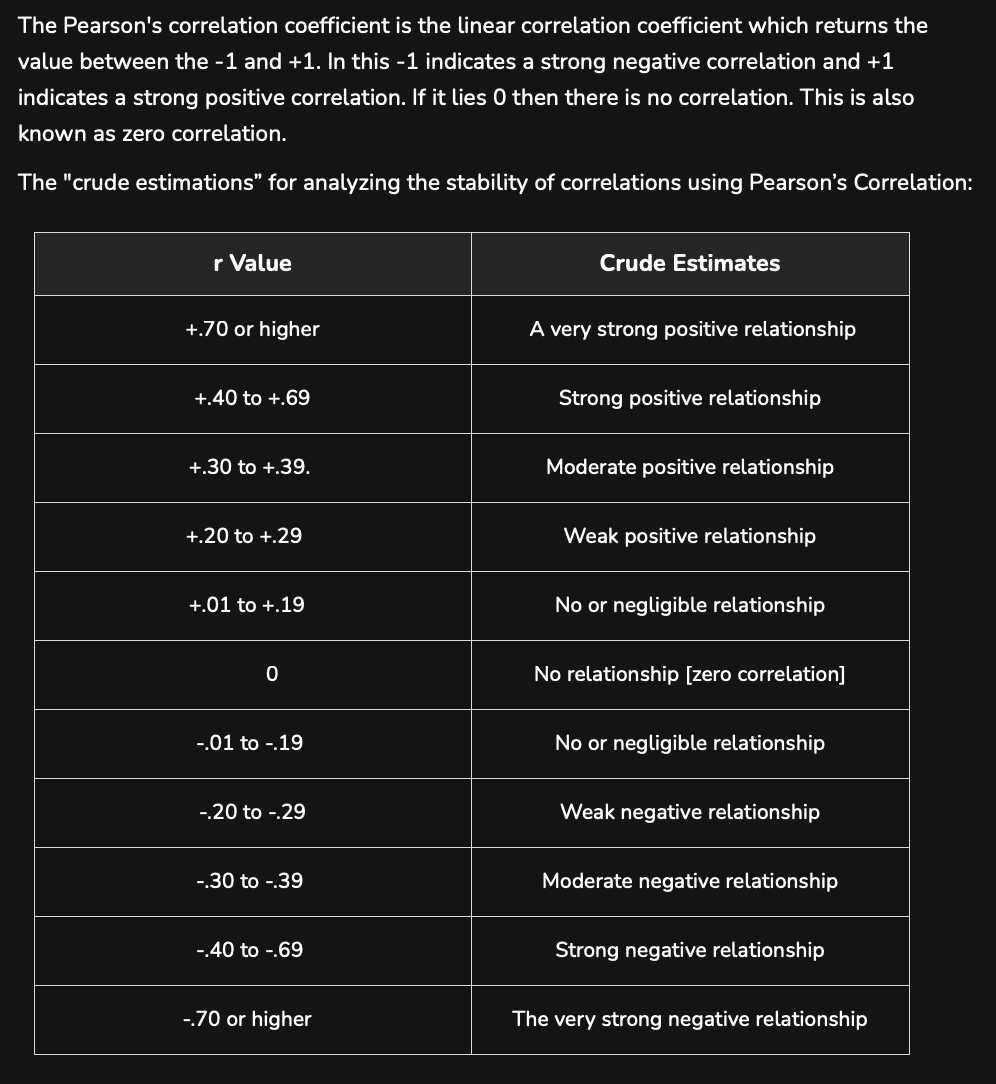 The Pearson's correlation coefficient is the linear correlation coefficient which returns the
value between the -1 and +1. In this -1 indicates a strong negative correlation and +1
indicates a strong positive correlation. If it lies 0 then there is no correlation. This is also
known as zero correlation.
The "crude estimations” for analyzing the stability of correlations using Pearson’s Correlation:
r Value Crude Estimates
+.70 or higher A very strong positive relationship
+.40 to +.69 Strong positive relationship
+.30 to +.39. Moderate positive relationship
+.20 to +.29 Weak positive relationship
+.01 to +.19 No or negligible relationship
0 No relationship [zero correlation]
-.01 to -.19 No or negligible relationship
-.20 to -.29 Weak negative relationship
-.30 to -.39 Moderate negative relationship
-.40 to -.69 Strong negative relationship
-.70 or higher The very strong negative relationship